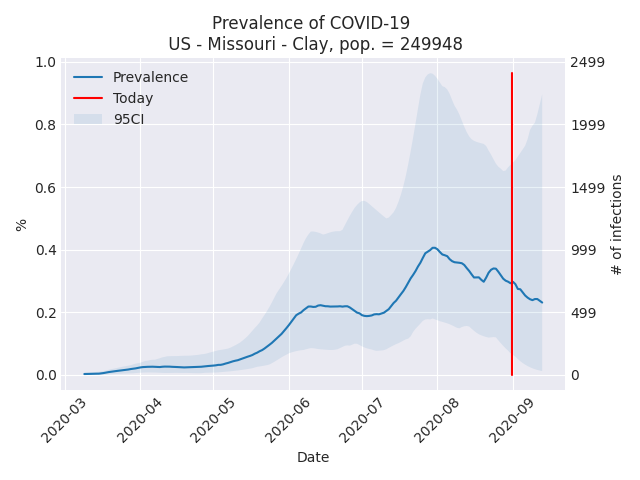 Prevalence of COVID-19
US - Missouri - Clay, pop. = 249948
Prevalence
Today
95CI
1.0
0.8
0.6
0.4
0.2
0.0
%
2499
1999
1499
999
499
0
# of infections
2020-03
2020-04
2020-05
2020-06
2020-07
2020-08
2020-09
Date